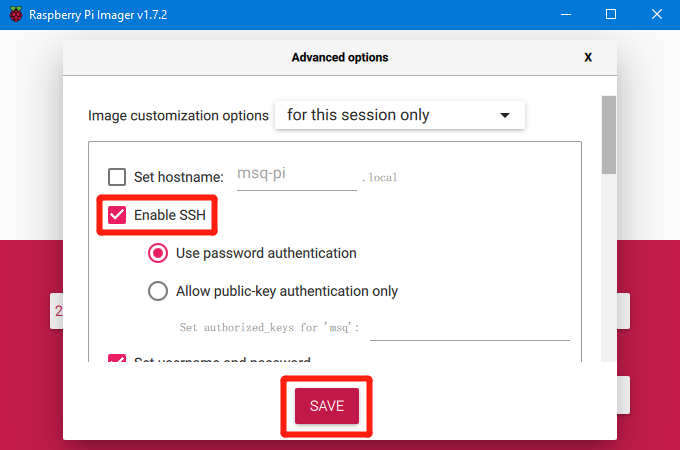 Raspberry Pi Imager v1.7.2
Advanced options
X
Image customization options for this session only
Set hostname: msq-pi .local
Enable SSH
Use password authentication
Allow public-key authentication only
Set authorized_keys for 'msq':
2
Set username and password
SAVE